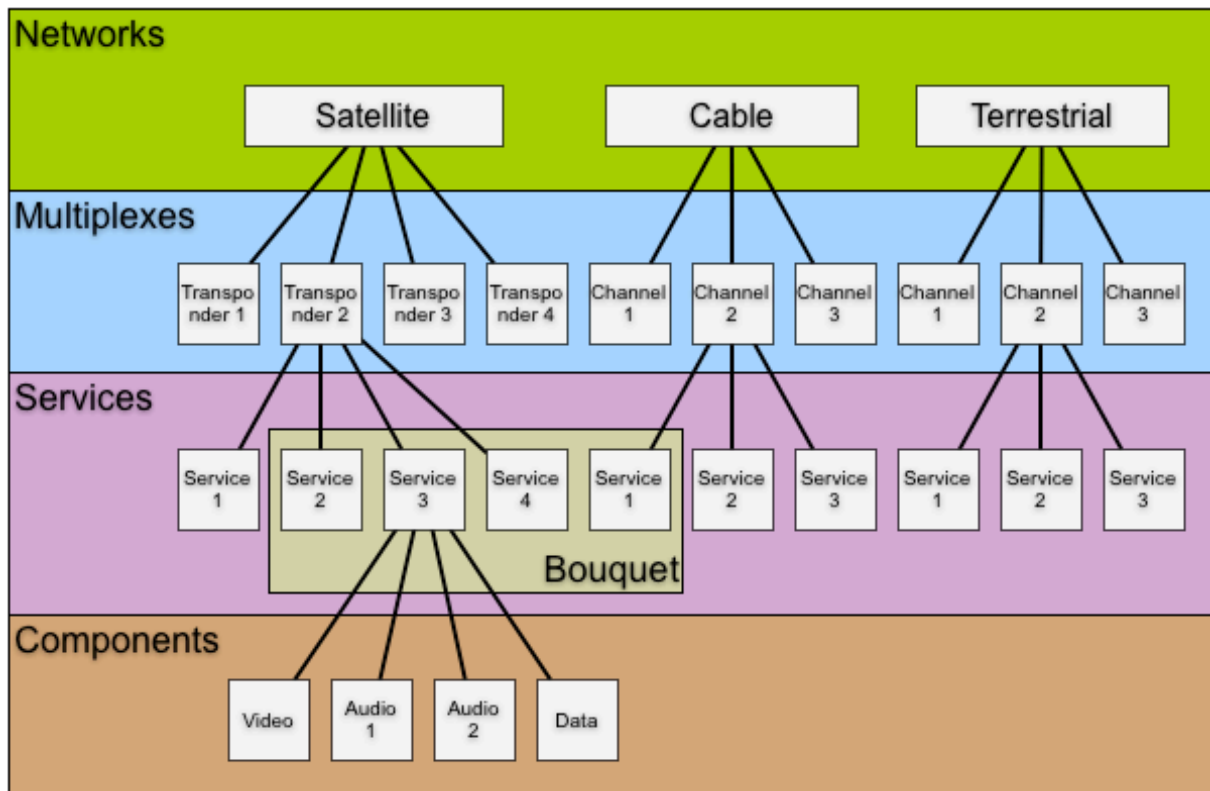 Networks
Satellite
Cable
Terrestrial
Multiplexes
Transpo
nder 1
Transpo
nder 2
Transpo
nder 3
Transpo
nder 4
Channel
1
Channel
2
Channel
3
Channel
1
Channel
2
Channel
3
Services
Service
1
Service
2
Service
3
Service
4
Service
1
Service
2
Service
3
Service
1
Service
2
Service
3
Bouquet
Components
Video
Audio
1
Audio
2
Data